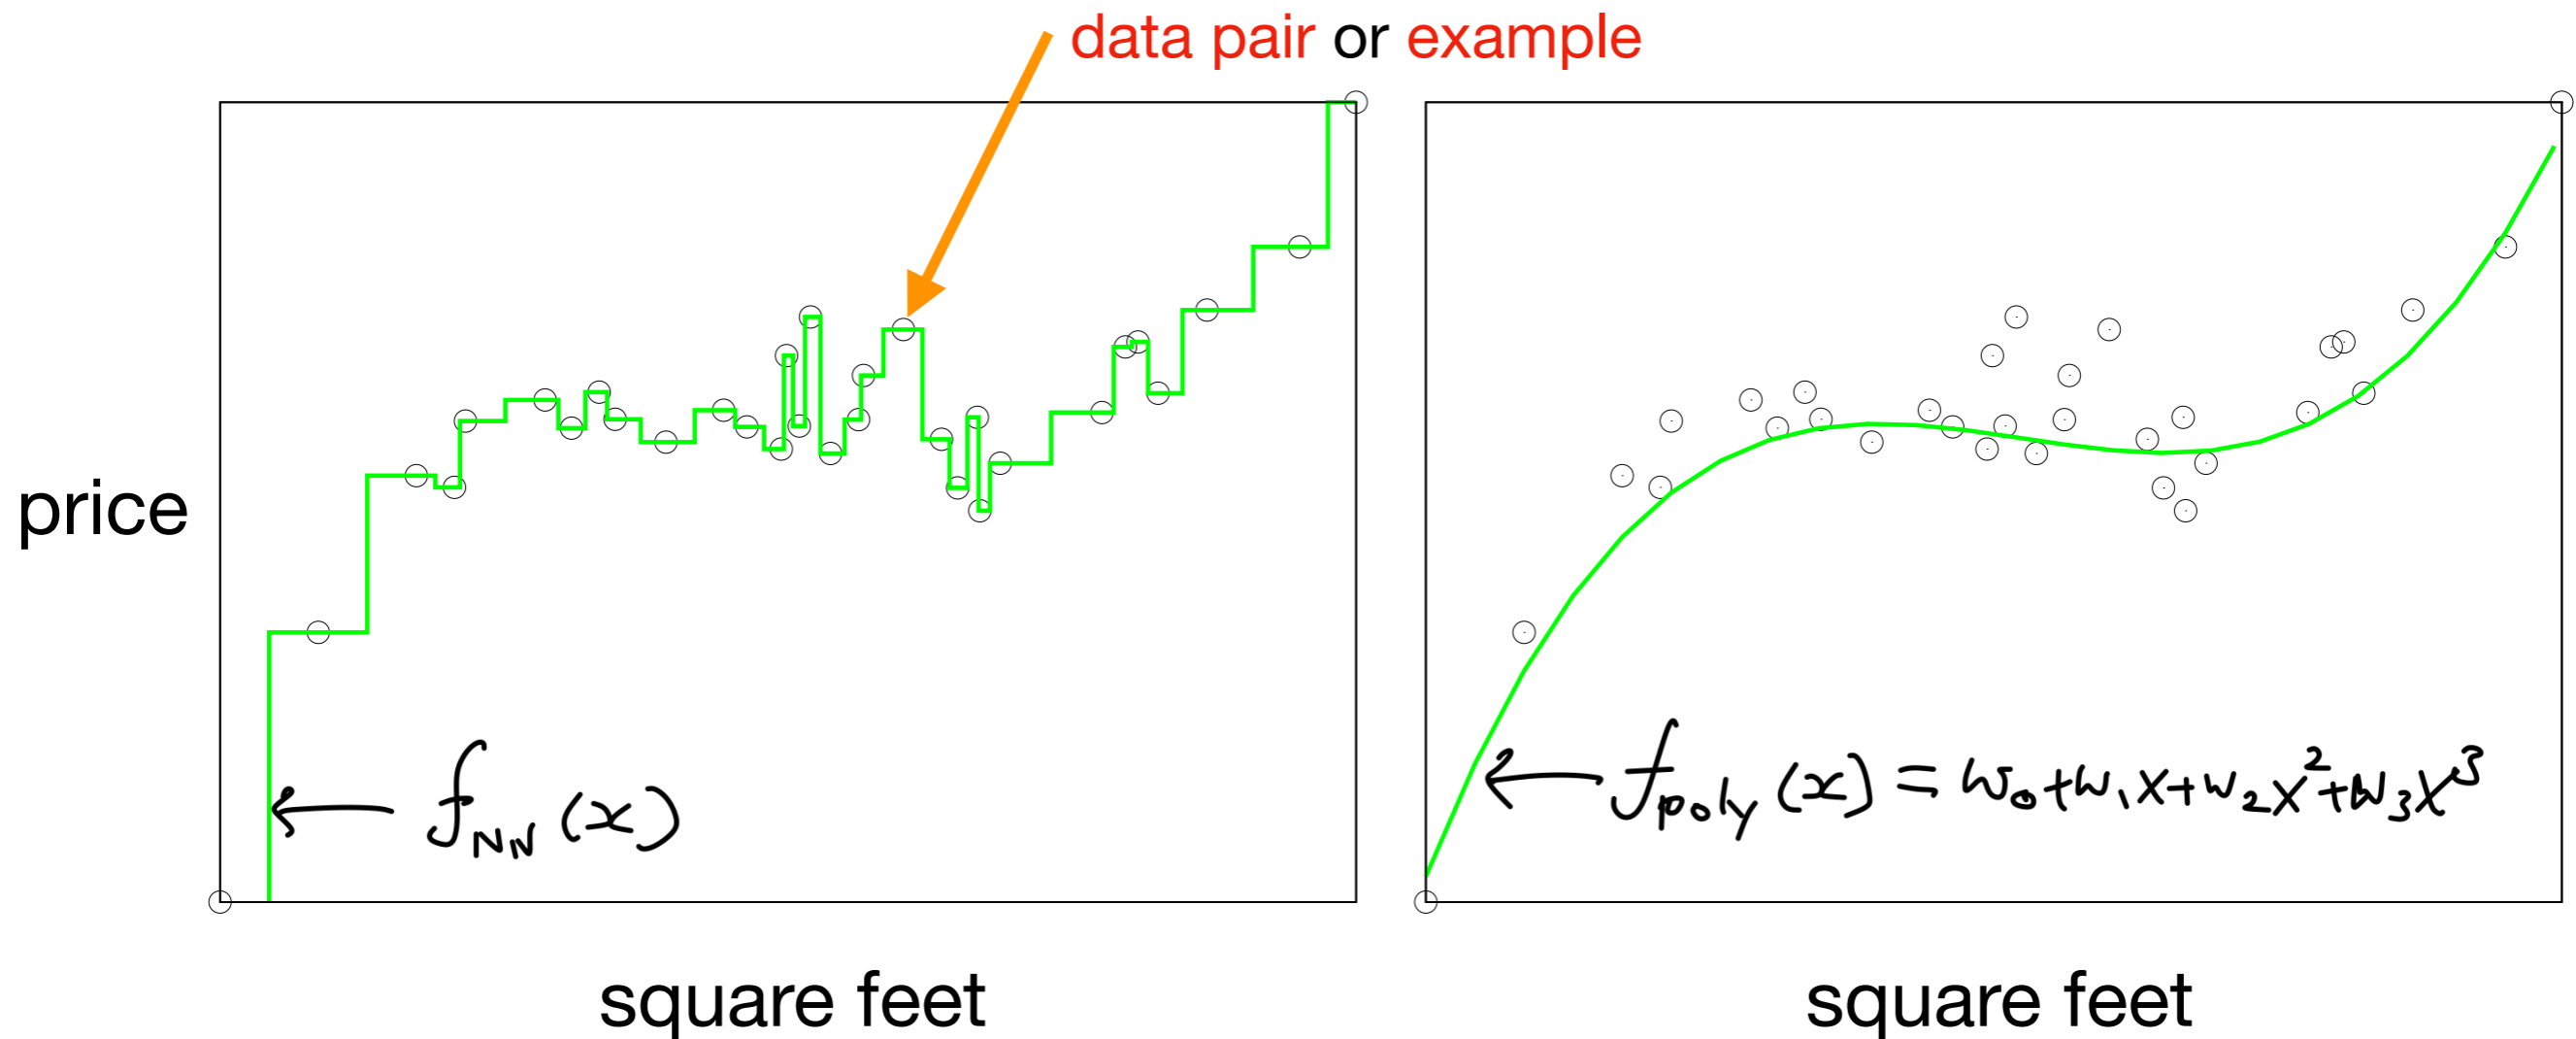 data pair or example
price
f_NN (x)
f_poly (x) = w₀+w₁x+w₂x²+w₃x³
square feet
square feet